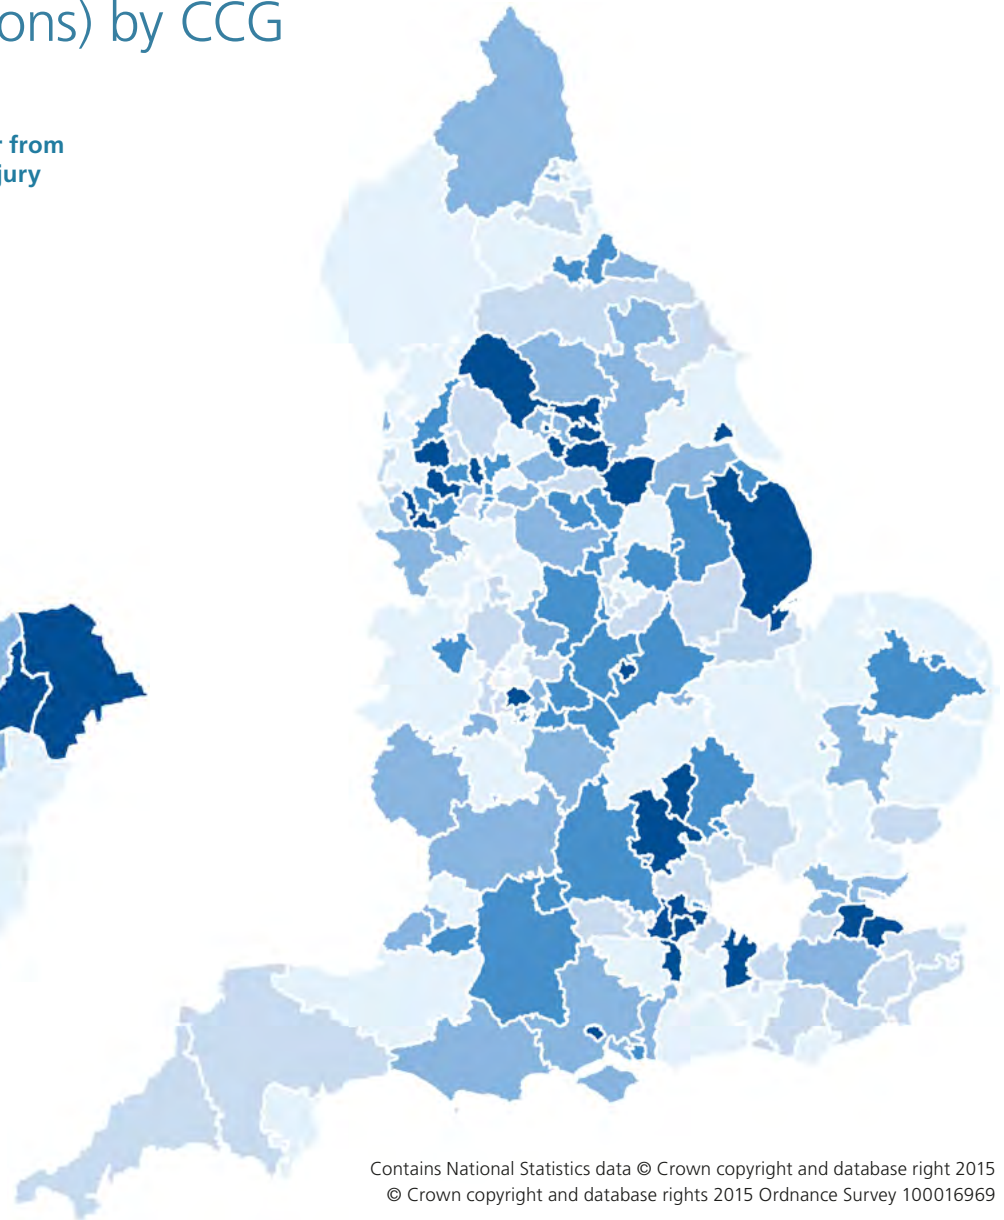 ons) by CCG
r from
jury
Contains National Statistics data © Crown copyright and database right 2015
© Crown copyright and database rights 2015 Ordnance Survey 100016969